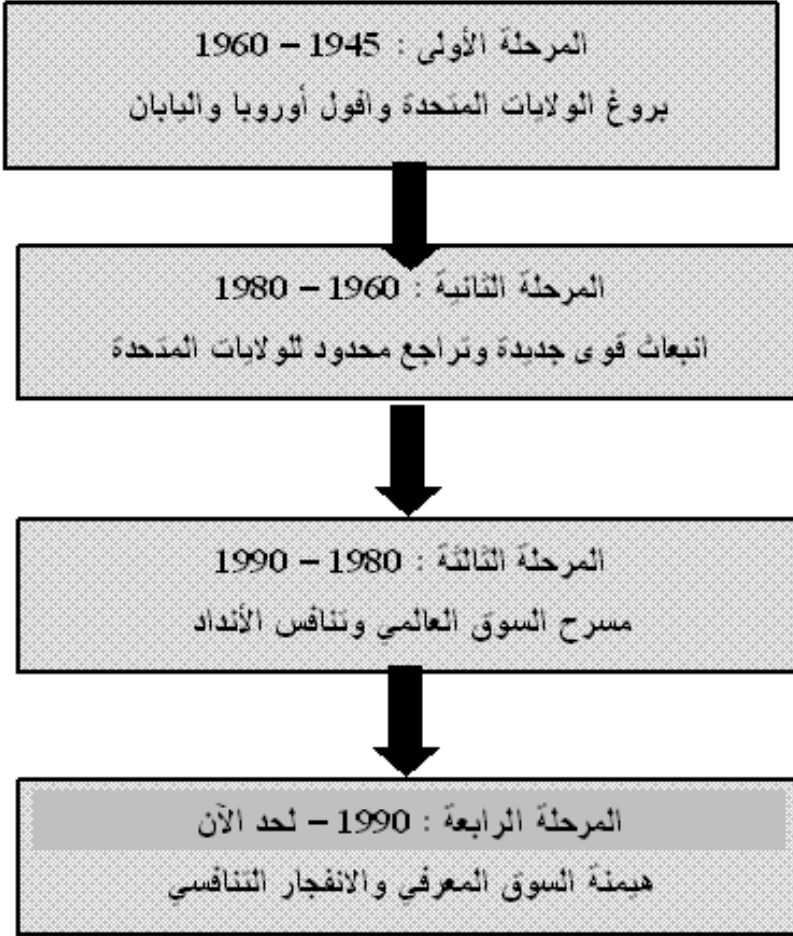 المرحلة الأولى : 1945 – 1960
بروغ الولايات المتحدة وافول أوروبا واليابان
المرحلة الثانية : 1960 – 1980
انبعاث قوى جديدة وتراجع محدود للولايات المتحدة
المرحلة الثالثة : 1980 – 1990
مسرح السوق العالمي وتنافس الأنداد
المرحلة الرابعة : 1990 – لحد الآن
هيمنة السوق المعرفي والانفجار التنافسي